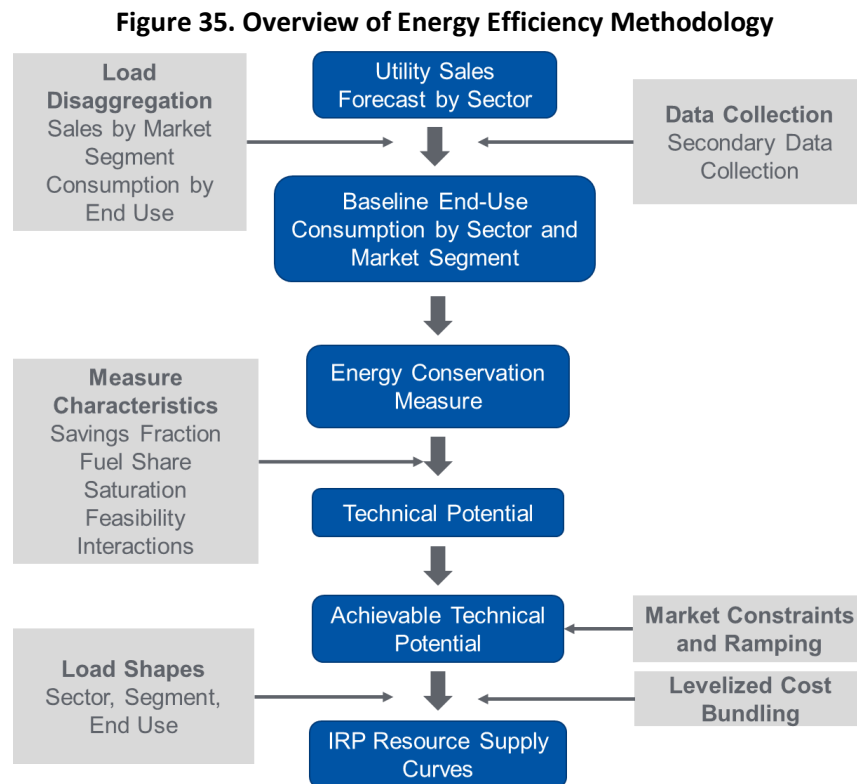 Figure 35. Overview of Energy Efficiency Methodology
Load
Disaggregation
Sales by Market
Segment
Consumption by
End Use
Utility Sales
Forecast by Sector
Data Collection
Secondary Data
Collection
Baseline End-Use
Consumption by Sector and
Market Segment
Energy Conservation
Measure
Measure
Characteristics
Savings Fraction
Fuel Share
Saturation
Feasibility
Interactions
Technical Potential
Achievable Technical
Potential
Market Constraints
and Ramping
Load Shapes
Sector, Segment,
End Use
Levelized Cost
Bundling
IRP Resource Supply
Curves